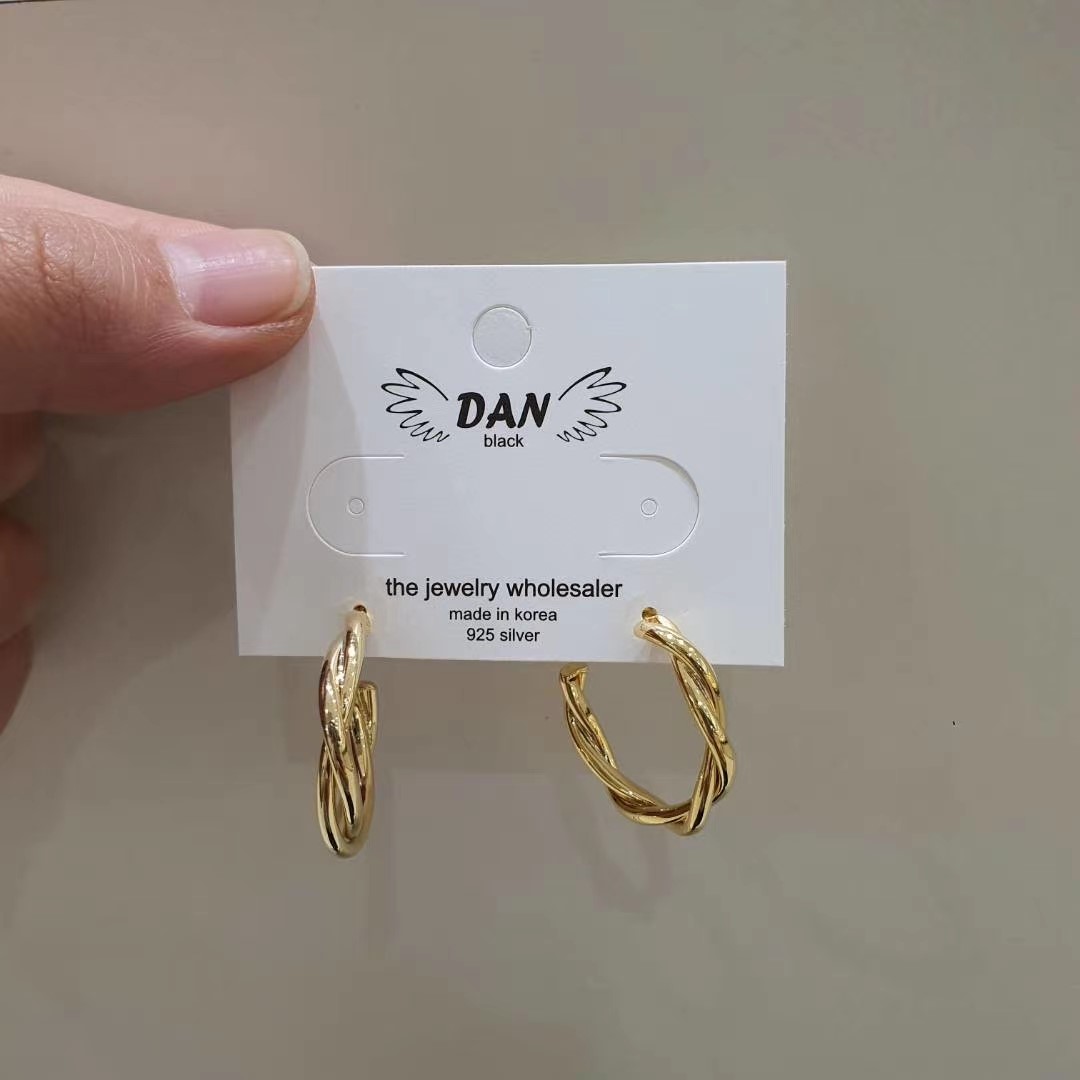 DAN
black
the jewelry wholesaler
made in korea
925 silver